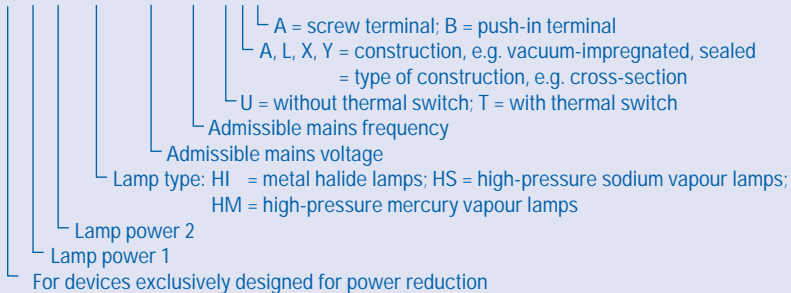 A = screw terminal; B = push-in terminal
A, L, X, Y = construction, e.g. vacuum-impregnated, sealed
= type of construction, e.g. cross-section
U = without thermal switch; T = with thermal switch
Admissible mains frequency
Admissible mains voltage
Lamp type: HI = metal halide lamps; HS = high-pressure sodium vapour lamps;
HM = high-pressure mercury vapour lamps
Lamp power 2
Lamp power 1
For devices exclusively designed for power reduction